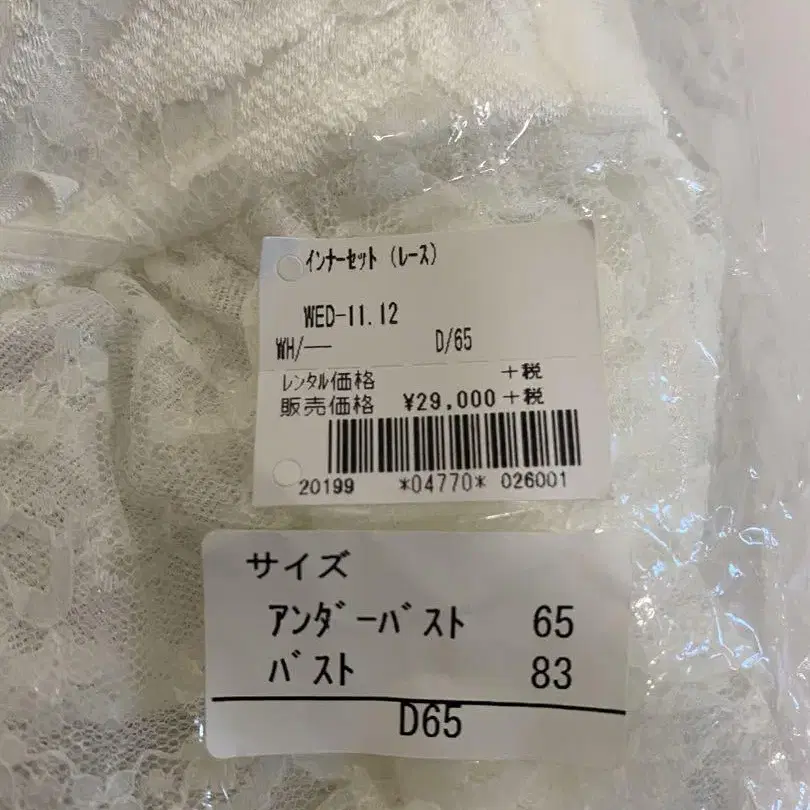 インナーセット（レース）
WED-11.12
WH/── D/65
レンタル価格 +税
販売価格 ¥29,000 +税
20199 *04770* 026001
サイズ
アンダーバスト 65
バスト 83
D65